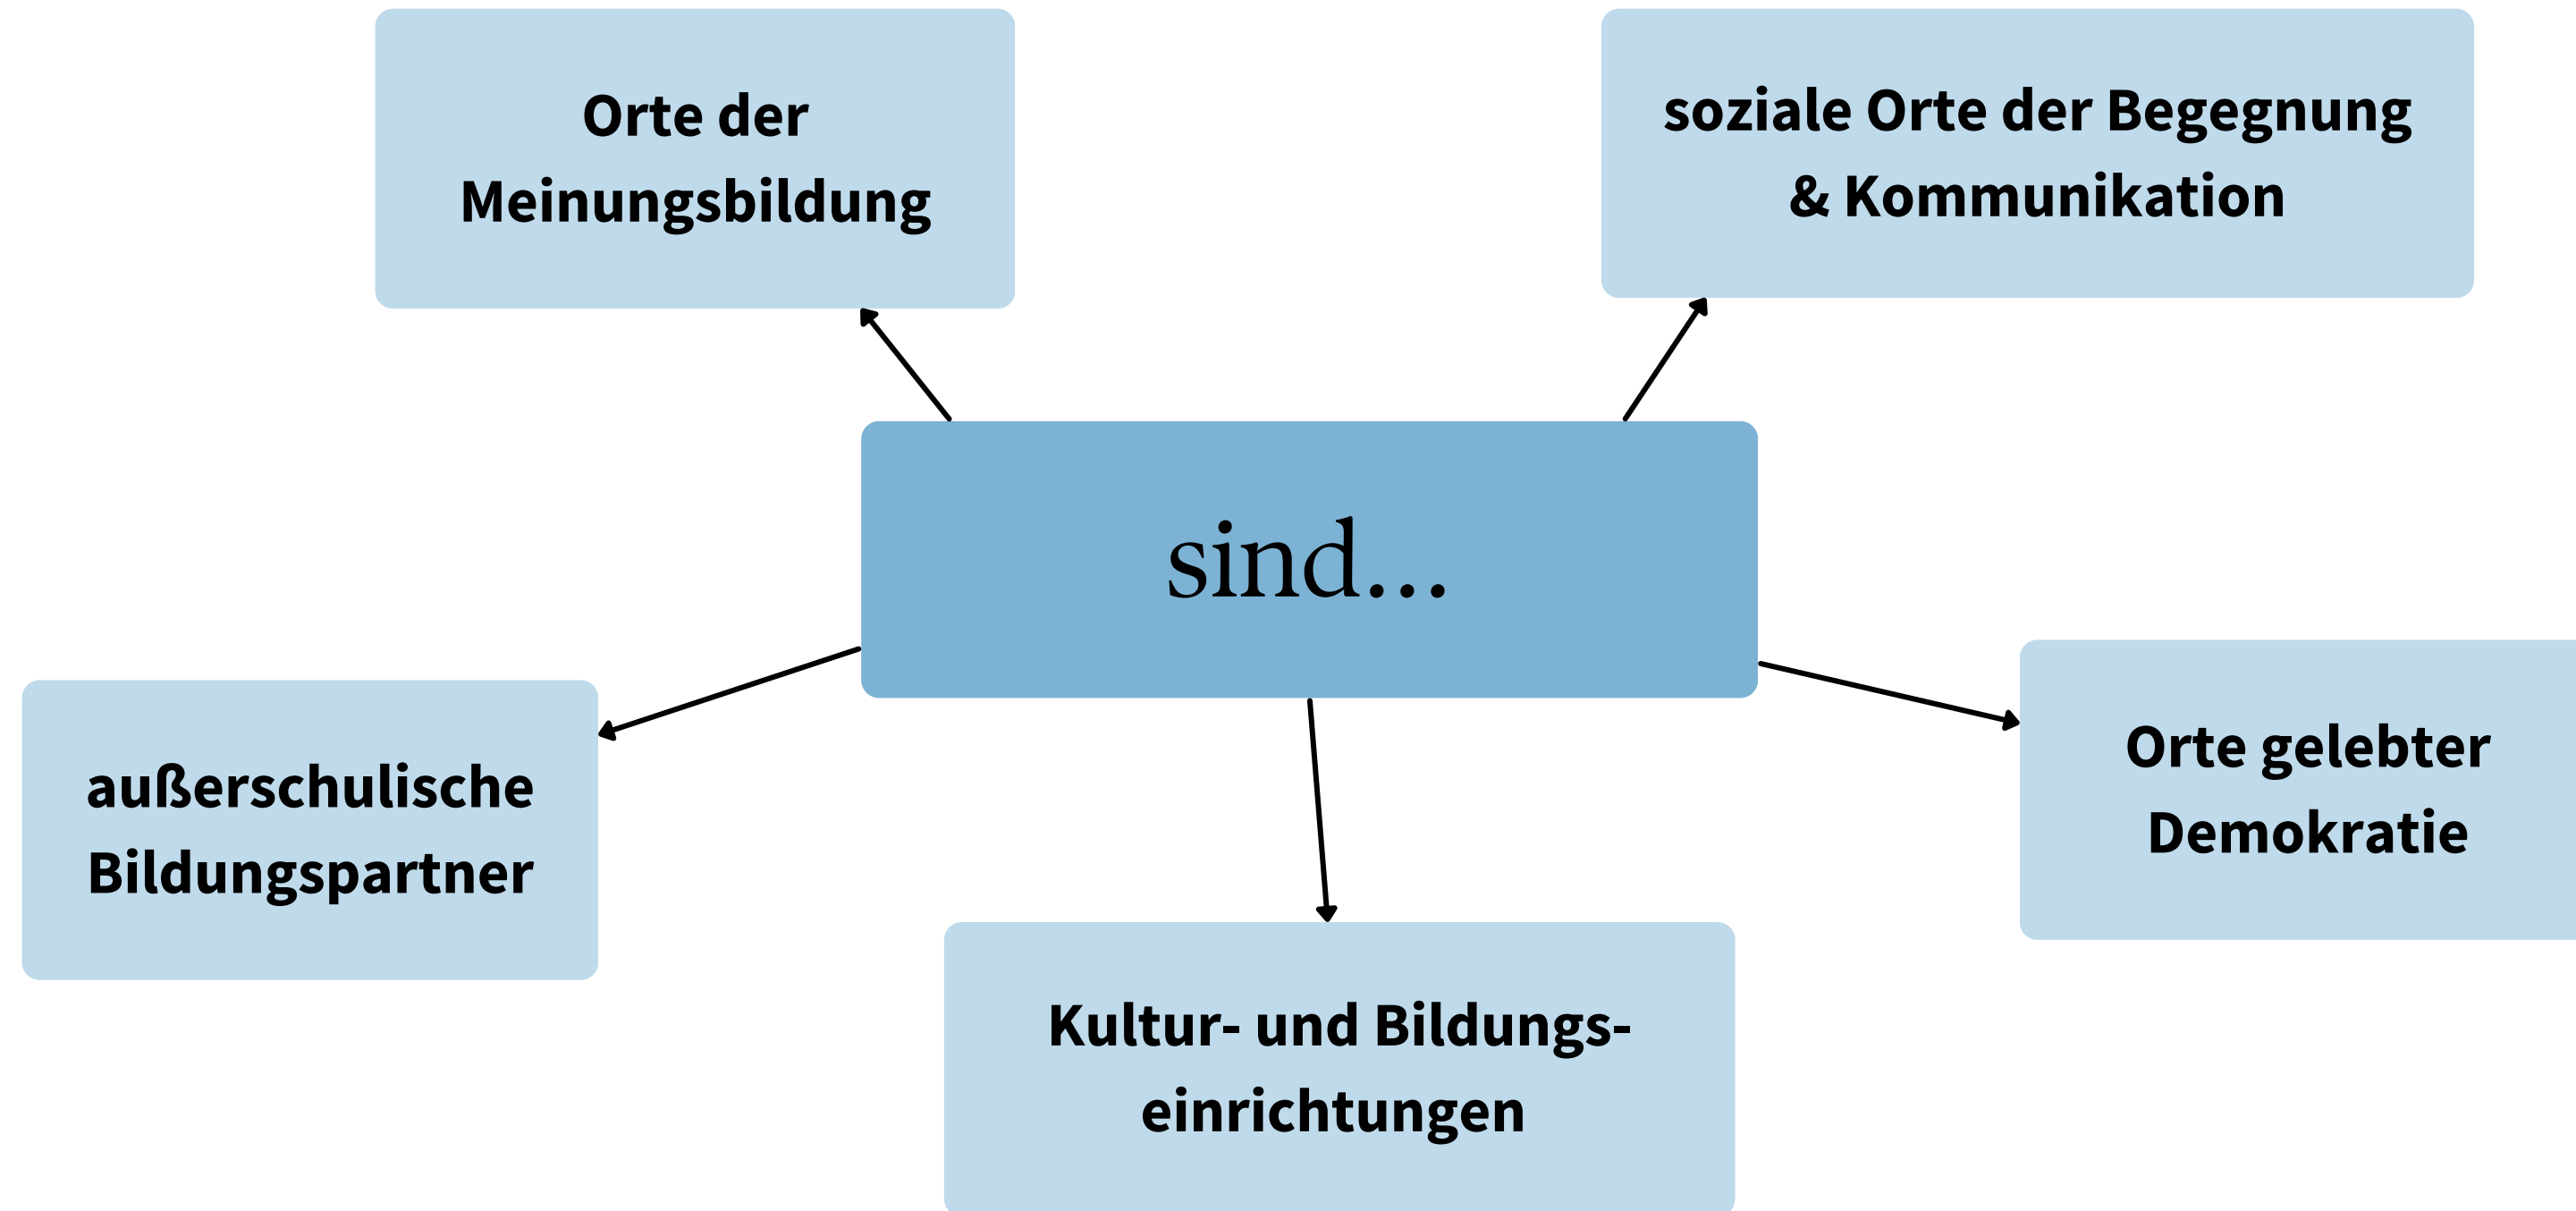 Orte der
Meinungsbildung
soziale Orte der Begegnung
& Kommunikation
sind...
außerschulische
Bildungspartner
Orte gelebter
Demokratie
Kultur- und Bildungs-
einrichtungen